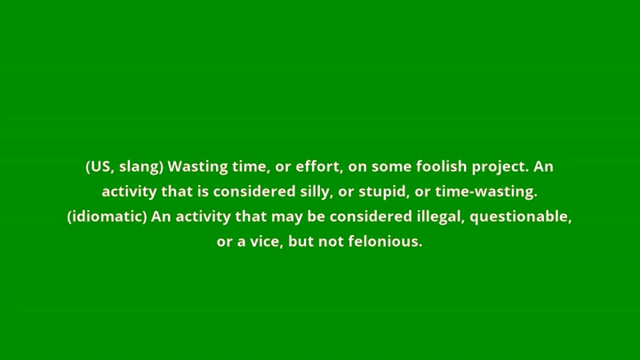 (US, slang) Wasting time, or effort, on some foolish project. An
activity that is considered silly, or stupid, or time-wasting.
(idiomatic) An activity that may be considered illegal, questionable,
or a vice, but not felonious.